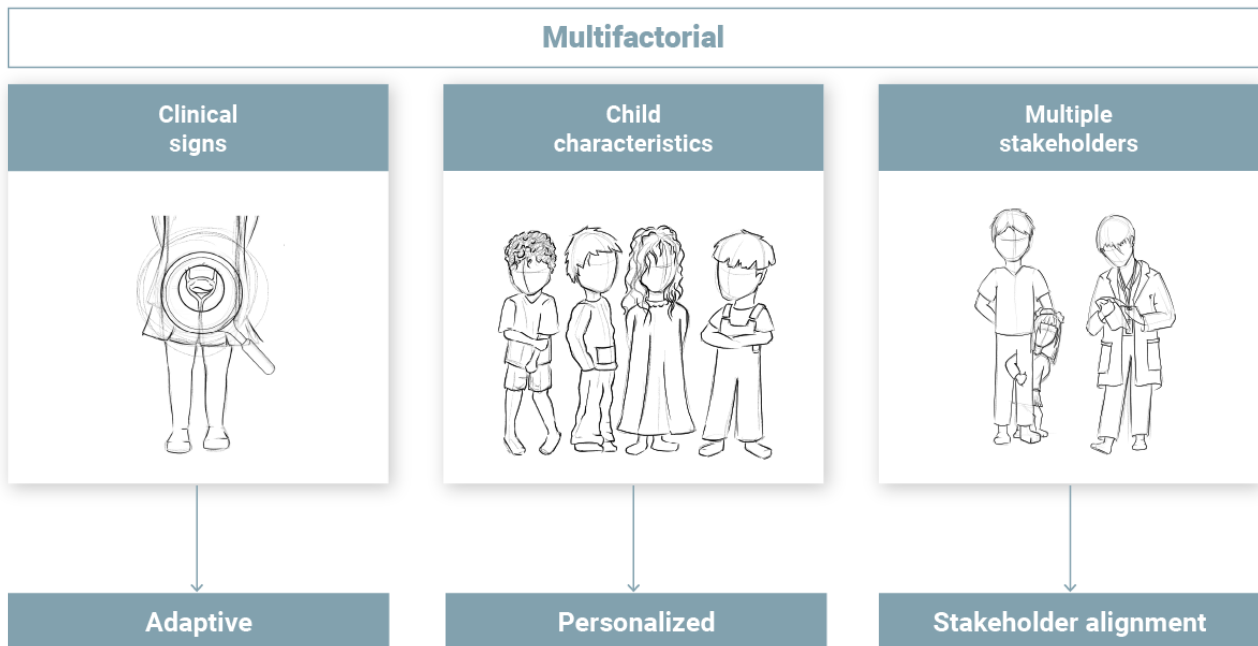 Multifactorial
Clinical
signs
Child
characteristics
Multiple
stakeholders
Adaptive
Personalized
Stakeholder alignment